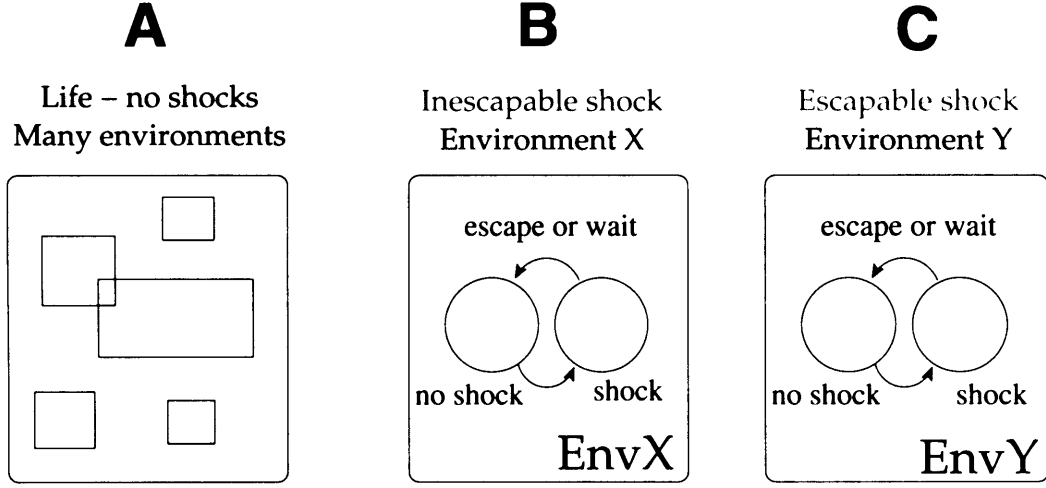 A
B
C
Life – no shocks
Many environments
Inescapable shock
Environment X
Escapable shock
Environment Y
escape or wait
no shock
shock
EnvX
escape or wait
no shock
shock
EnvY